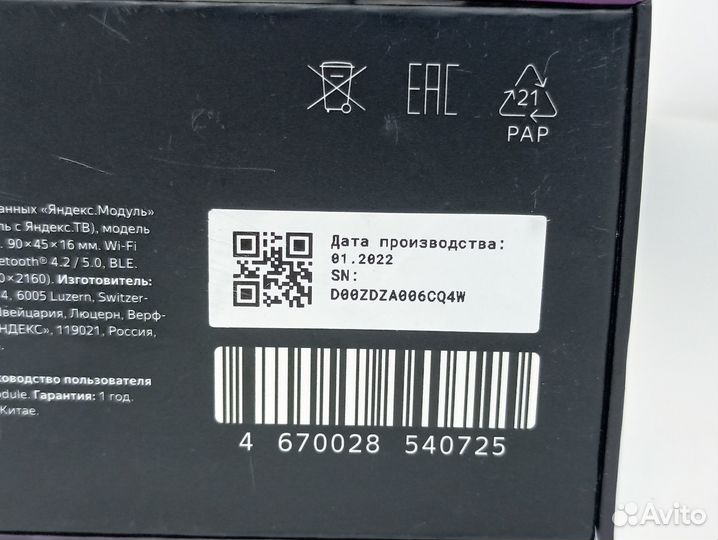 EAC
21
PAP
анных «Яндекс.Модуль»
ль с Яндекс.ТВ), модель
. 90×45×16 мм. Wi-Fi
etooth® 4.2 / 5.0, BLE.
0×2160). Изготовитель:
4, 6005 Luzern, Switzer-
Швейцария, Люцерн, Верф-
НДЕКС», 119021, Россия,
ководство пользователя
dule. Гарантия: 1 год.
Китае.
Дата производства:
01.2022
SN:
D00ZDZA006CQ4W
4 670028 540725
Avito